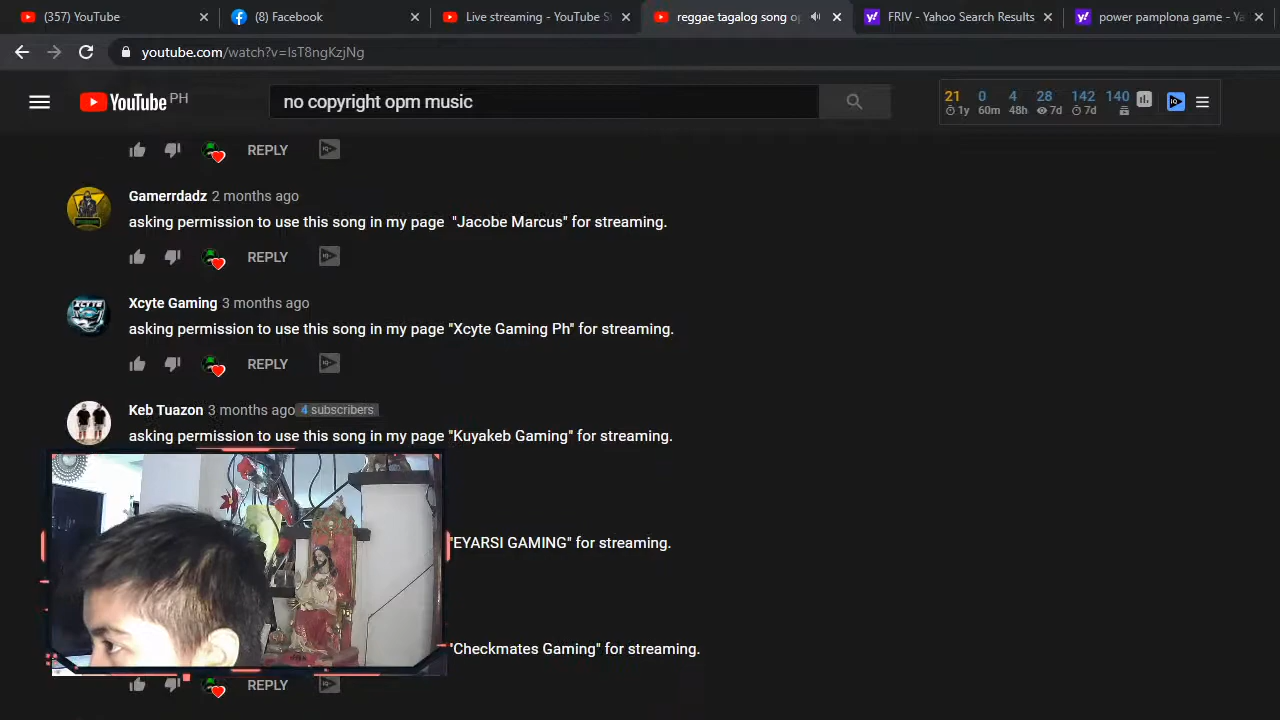 (357) YouTube
(8) Facebook
Live streaming - YouTube S
reggae tagalog song o
FRIV - Yahoo Search Results
power pamplona game - Ya
youtube.com/watch?v=IsT8ngKzjNg
YouTube PH
no copyright opm music
21 0 4 28 142 140
1y 60m 48h 7d 7d
REPLY
Gamerrdadz 2 months ago
asking permission to use this song in my page "Jacobe Marcus" for streaming.
REPLY
Xcyte Gaming 3 months ago
asking permission to use this song in my page "Xcyte Gaming Ph" for streaming.
REPLY
Keb Tuazon 3 months ago 4 subscribers
asking permission to use this song in my page "Kuyakeb Gaming" for streaming.
"EYARSI GAMING" for streaming.
"Checkmates Gaming" for streaming.
REPLY